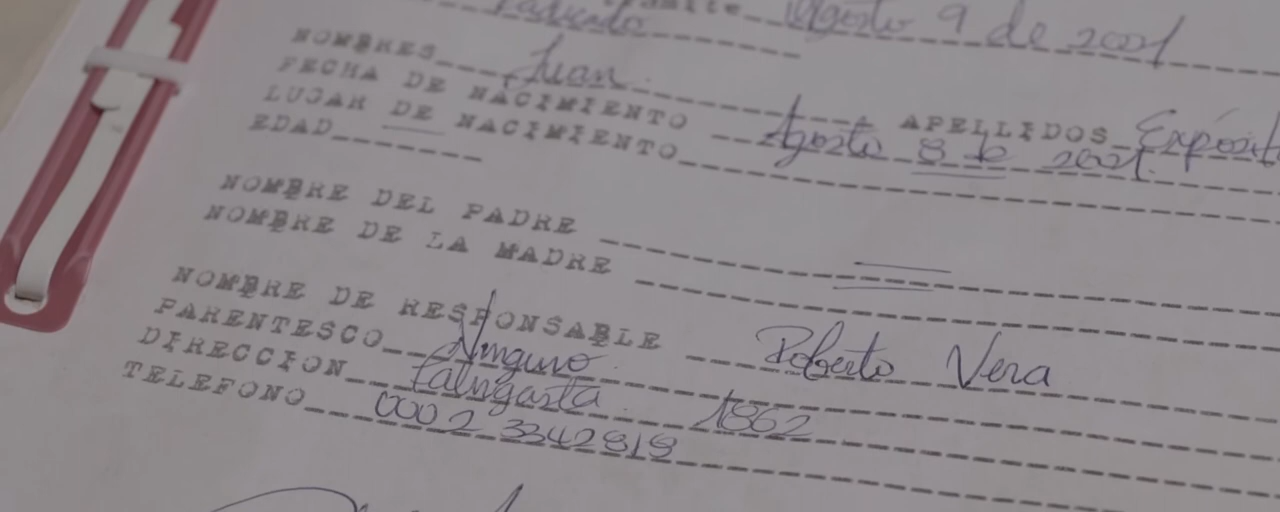 Agosto 9 de 2001
NOMBRES Juan APELLIDOS
FECHA DE NACIMIENTO Agosto 8 de 2001.
LUGAR DE NACIMIENTO
EDAD
NOMBRE DEL PADRE
NOMBRE DE LA MADRE
NOMBRE DE RESPONSABLE Roberto Vera
PARENTESCO Ninguno.
DIRECCION 1862
TELEFONO 0002 3342819